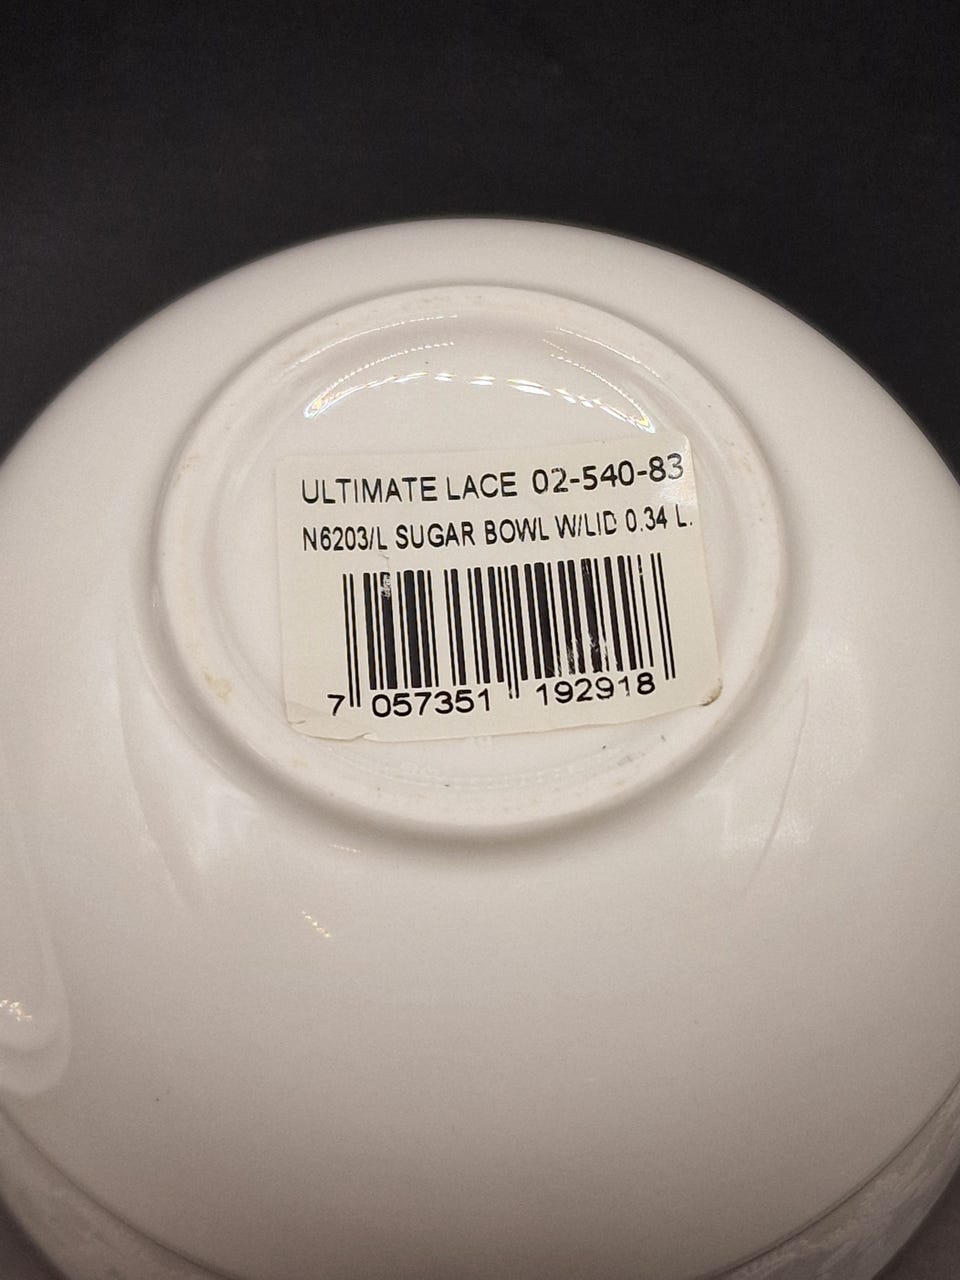 ULTIMATE LACE 02-540-83
N6203/L SUGAR BOWL W/LID 0.34 L.
7 057351 192918